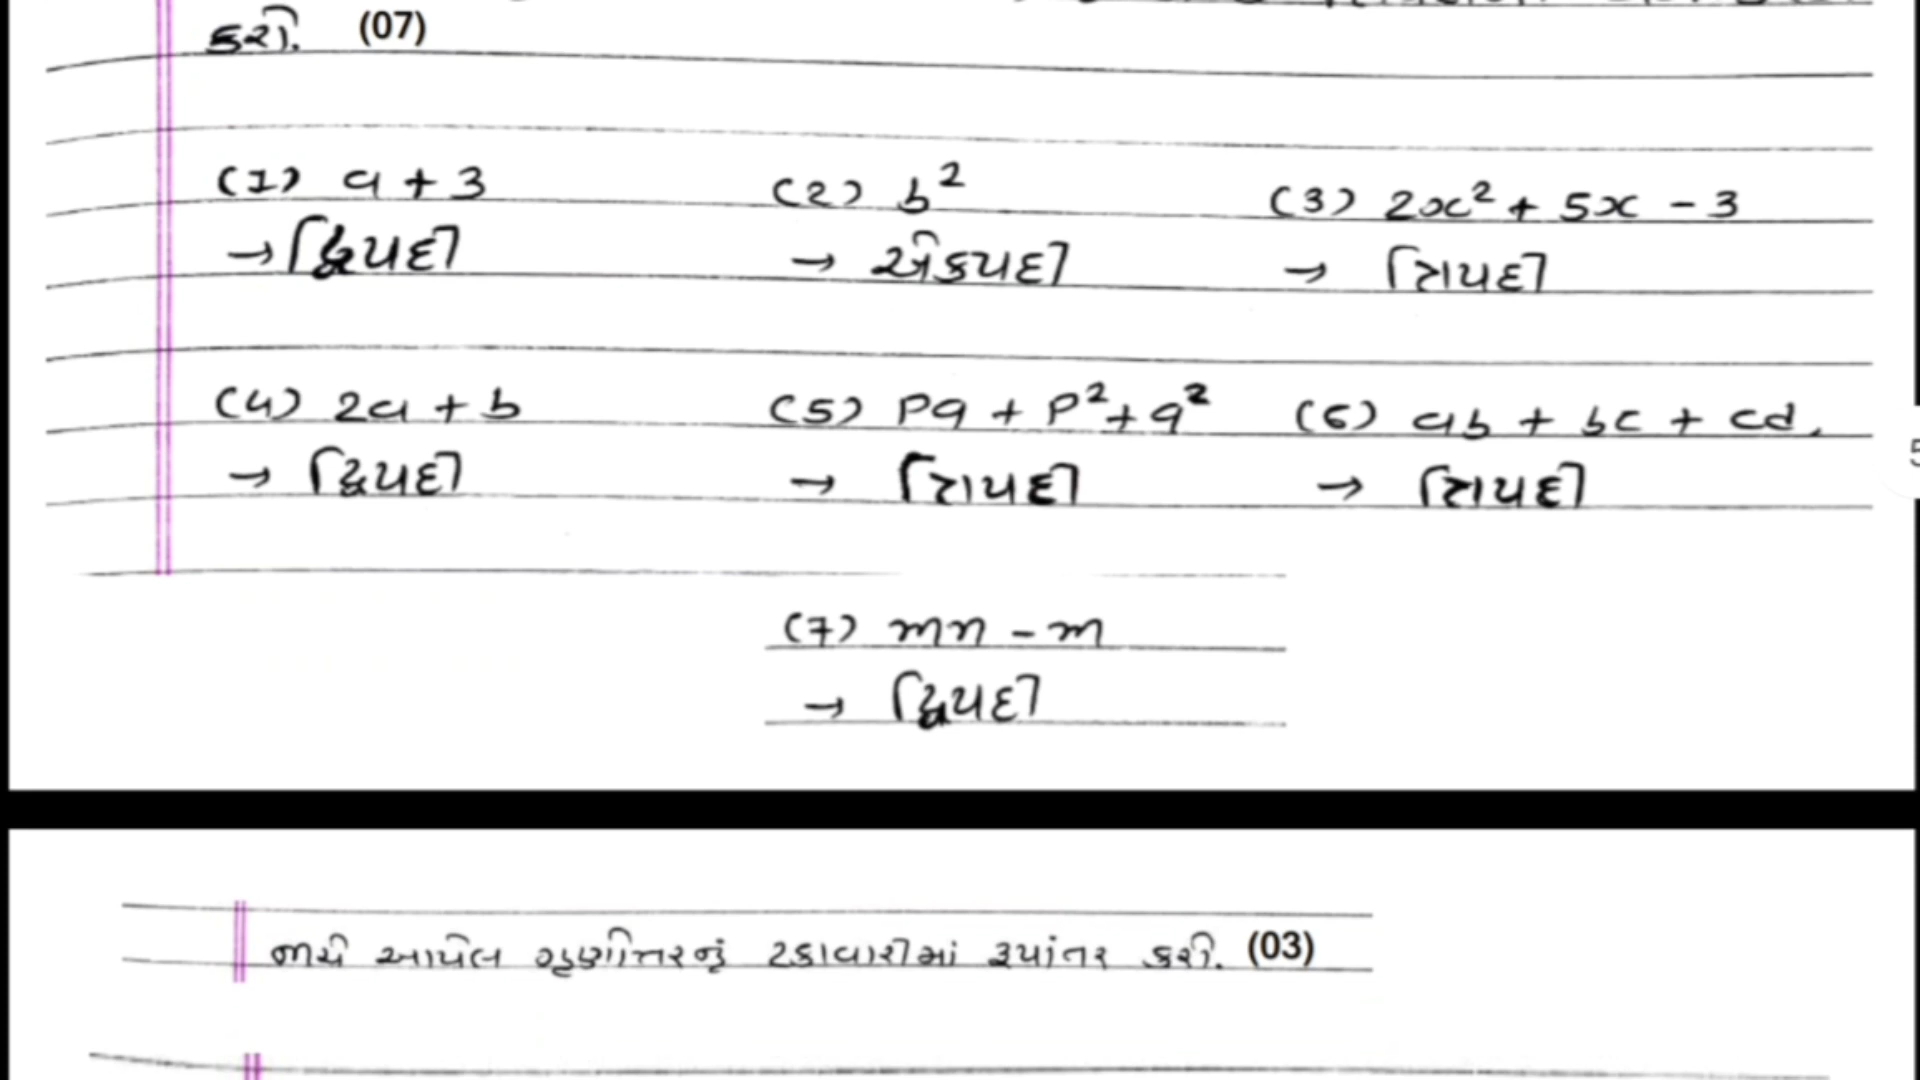 કરો. (07)
(1) a + 3 (2) b² (3) 2x² + 5x - 3
→ દ્વિપદી → એકપદી → ત્રિપદી
(4) 2a + b (5) Pq + P² + q² (6) ab + bc + cd.
→ દ્વિપદી → ત્રિપદી → ત્રિપદી
5
(7) mn - m
→ દ્વિપદી
નીચે આપેલ ગુણોત્તરનું ટકાવારીમાં રૂપાંતર કરો. (03)